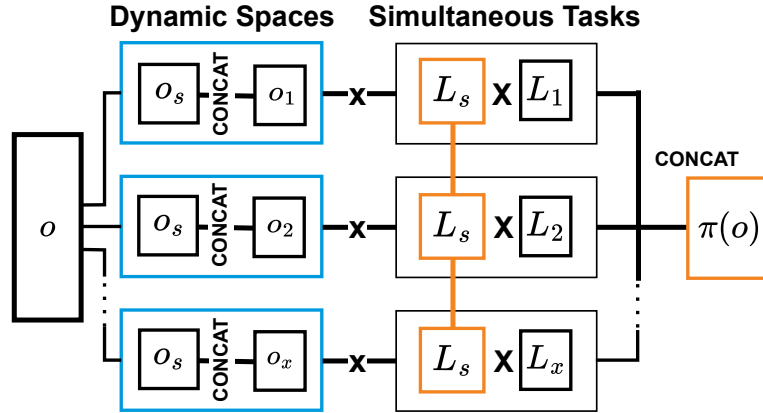 Dynamic Spaces Simultaneous Tasks
o_s CONCAT o_1 x L_s X L_1
CONCAT
o o_s CONCAT o_2 x L_s X L_2 π(o)
o_s CONCAT o_x x L_s X L_x